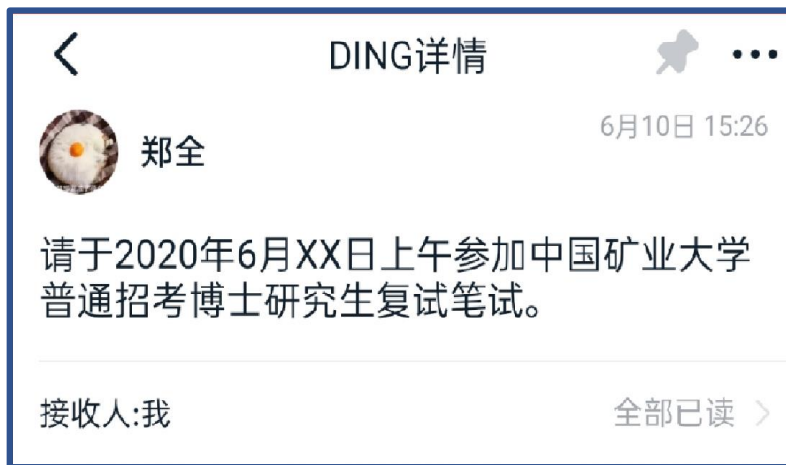 DING详情
郑全
6月10日 15:26
请于2020年6月XX日上午参加中国矿业大学
普通招考博士研究生复试笔试。
接收人:我
全部已读